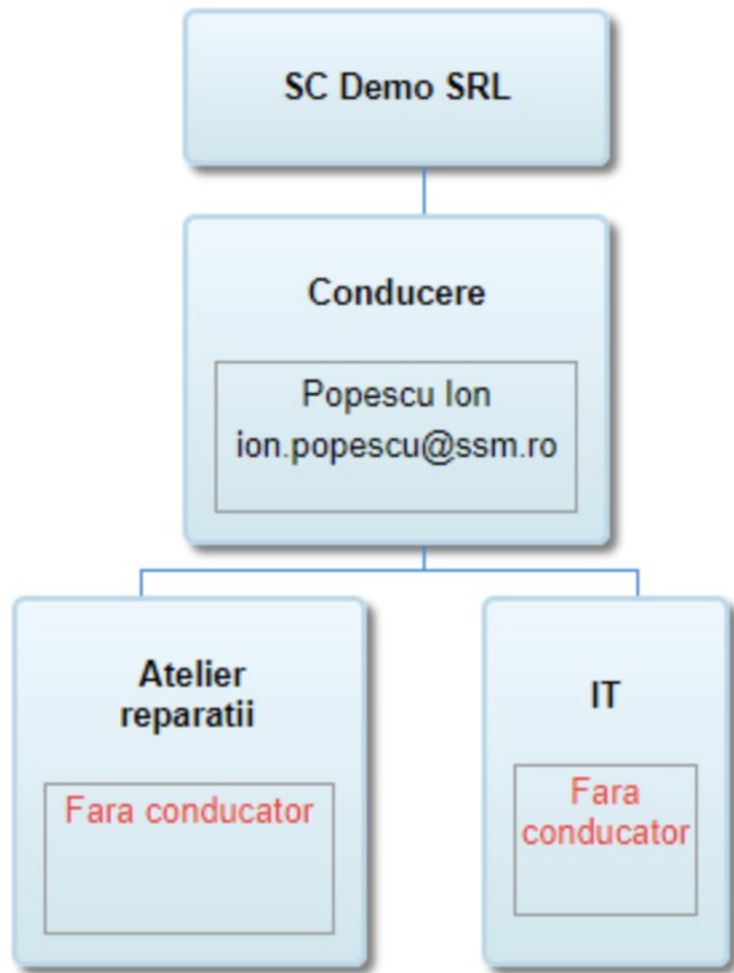 SC Demo SRL
Conducere
Popescu Ion
ion.popescu@ssm.ro
Atelier
reparatii
Fara conducator
IT
Fara
conducator